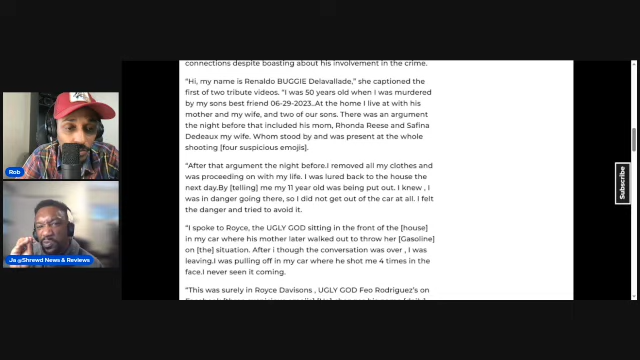 connections despite boasting about his involvement in the crime.
"Hi, my name is Renaldo BUGGIE Delavallade," she captioned the
first of two tribute videos. "I was 50 years old when I was murdered
by my sons best friend 06-29-2023..At the home I live at with his
mother and my wife, and two of our sons. There was an argument
the night before that included his mom, Rhonda Reese and Safina
Dedeaux my wife. Whom stood by and was present at the whole
shooting [four suspicious emojis].
"After that argument the night before.I removed all my clothes and
was proceeding on with my life. I was lured back to the house the
next day.By [telling] me my 11 year old was being put out. I knew , I
was in danger going there, so I did not get out of the car at all. I felt
the danger and tried to avoid it.
"I spoke to Royce, the UGLY GOD sitting in the front of the [house]
in my car where his mother later walked out to throw her [Gasoline]
on [the] situation. After i though the conversation was over , I was
leaving.I was pulling off in my car where he shot me 4 times in the
face.I never seen it coming.
"This was surely in Royce Davisons , UGLY GOD Feo Rodriguez's on
Rob
Ja @Shrewd News & Reviews
Subscribe